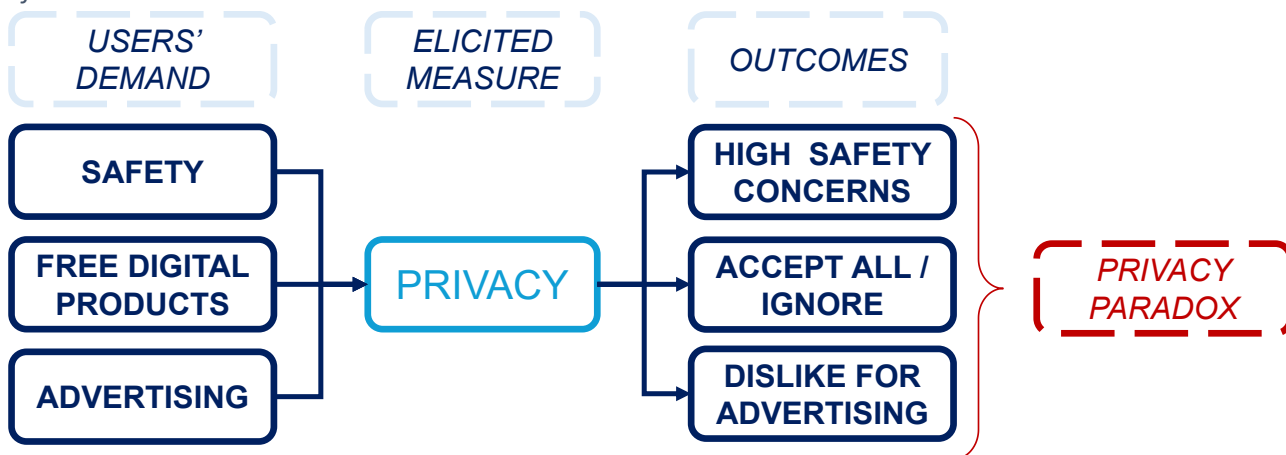 USERS'
DEMAND
ELICITED
MEASURE
OUTCOMES
SAFETY
HIGH SAFETY
CONCERNS
FREE DIGITAL
PRODUCTS
PRIVACY
ACCEPT ALL /
IGNORE
PRIVACY
PARADOX
ADVERTISING
DISLIKE FOR
ADVERTISING